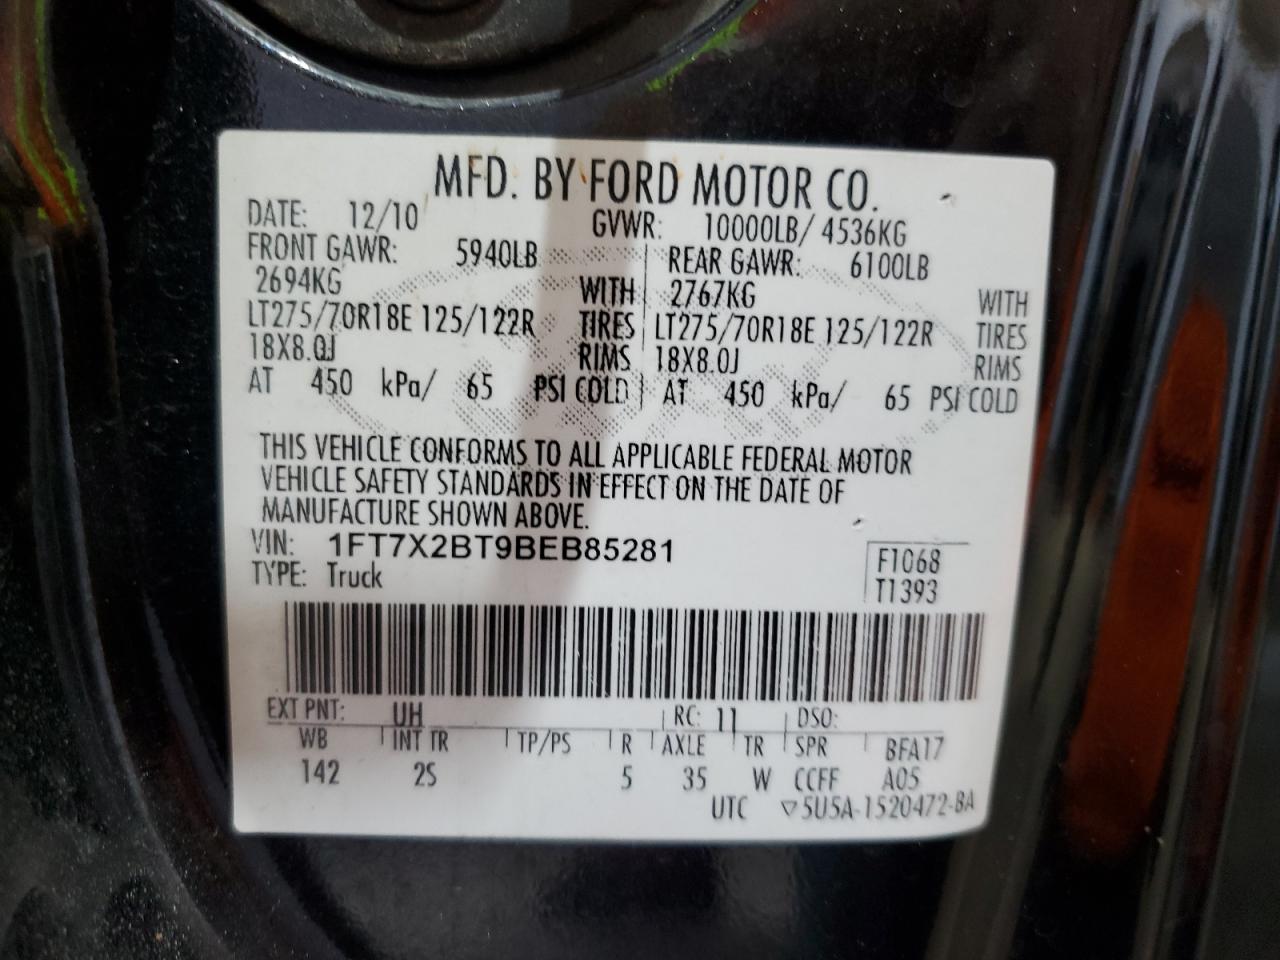 MFD. BY FORD MOTOR CO.
DATE: 12/10 GVWR: 10000LB/ 4536KG
FRONT GAWR: 5940LB REAR GAWR: 6100LB
2694KG WITH 2767KG WITH
LT275/70R18E 125/122R TIRES LT275/70R18E 125/122R TIRES
18X8.0J RIMS 18X8.0J RIMS
AT 450 kPa/ 65 PSI COLD AT 450 kPa/ 65 PSI COLD
THIS VEHICLE CONFORMS TO ALL APPLICABLE FEDERAL MOTOR
VEHICLE SAFETY STANDARDS IN EFFECT ON THE DATE OF
MANUFACTURE SHOWN ABOVE.
VIN: 1FT7X2BT9BEB85281 F1068
TYPE: Truck T1393
EXT PNT: UH RC: 11 DSO:
WB INT TR TP/PS R AXLE TR SPR BFA17
142 2S 5 35 W CCFF A05
UTC ▽5U5A-1520472-BA